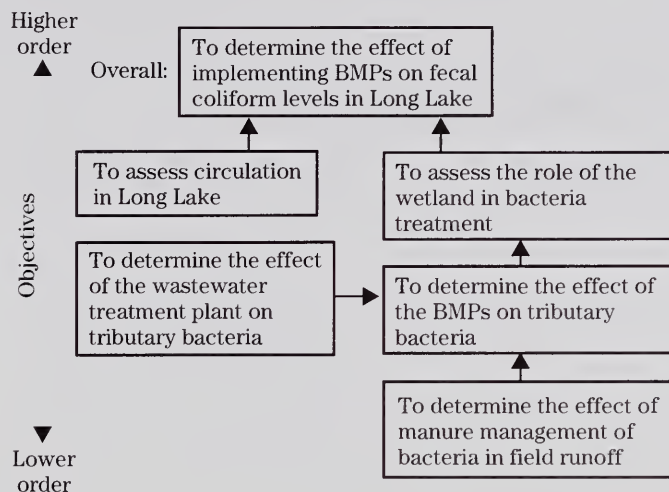 Higher
order
Overall:
To determine the effect of
implementing BMPs on fecal
coliform levels in Long Lake
To assess circulation
in Long Lake
To assess the role of the
wetland in bacteria
treatment
Objectives
To determine the effect
of the wastewater
treatment plant on
tributary bacteria
To determine the effect of
the BMPs on tributary
bacteria
To determine the effect of
manure management of
bacteria in field runoff
Lower
order